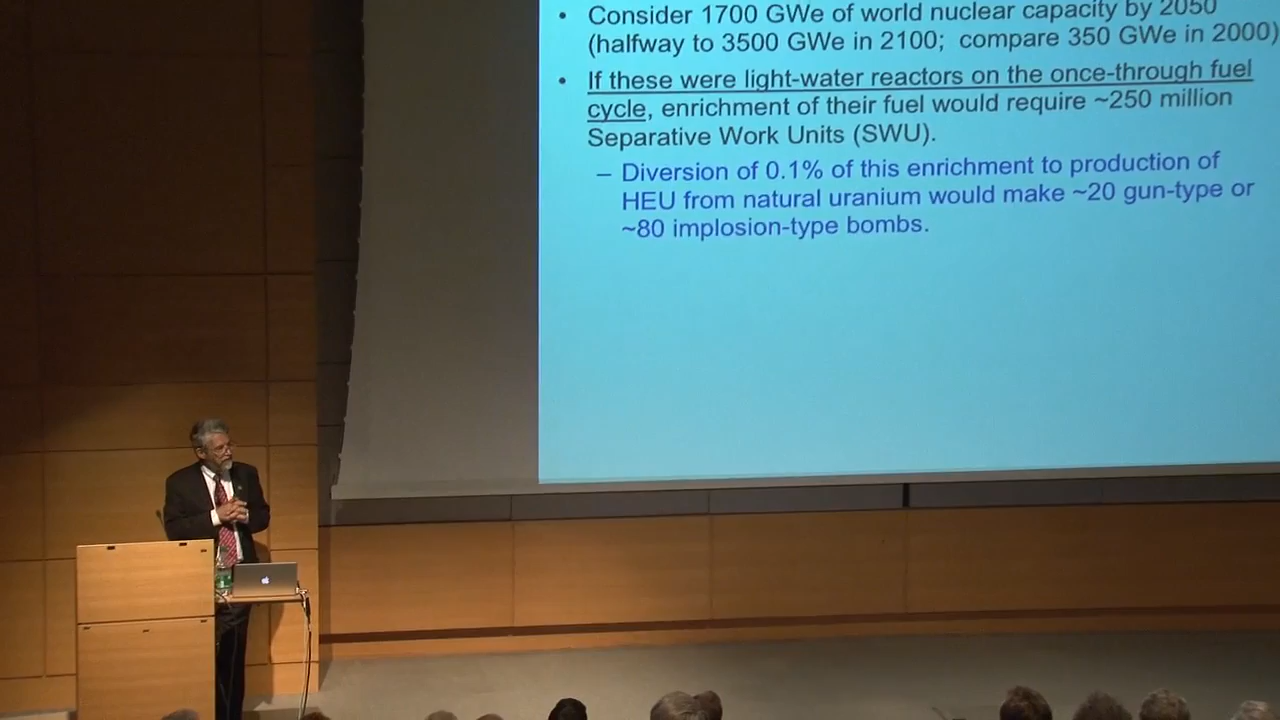 • Consider 1700 GWe of world nuclear capacity by 2050
(halfway to 3500 GWe in 2100; compare 350 GWe in 2000)
• If these were light-water reactors on the once-through fuel
cycle, enrichment of their fuel would require ~250 million
Separative Work Units (SWU).
– Diversion of 0.1% of this enrichment to production of
HEU from natural uranium would make ~20 gun-type or
~80 implosion-type bombs.